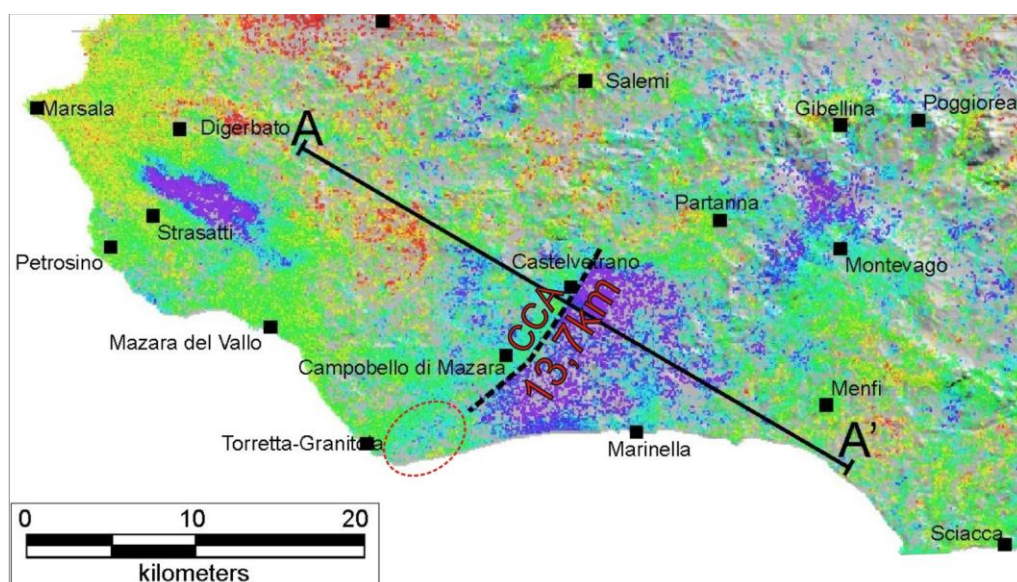 Salemi
Marsala
Digerbato
A
Gibellina
Poggiorea
Strasatti
Partanna
Petrosino
Castelvetrano
Montevago
Mazara del Vallo
CCA
13,7km
Campobello di Mazara
Menfi
Torretta-Granitola
Marinella
A’
Sciacca
0 10 20
kilometers